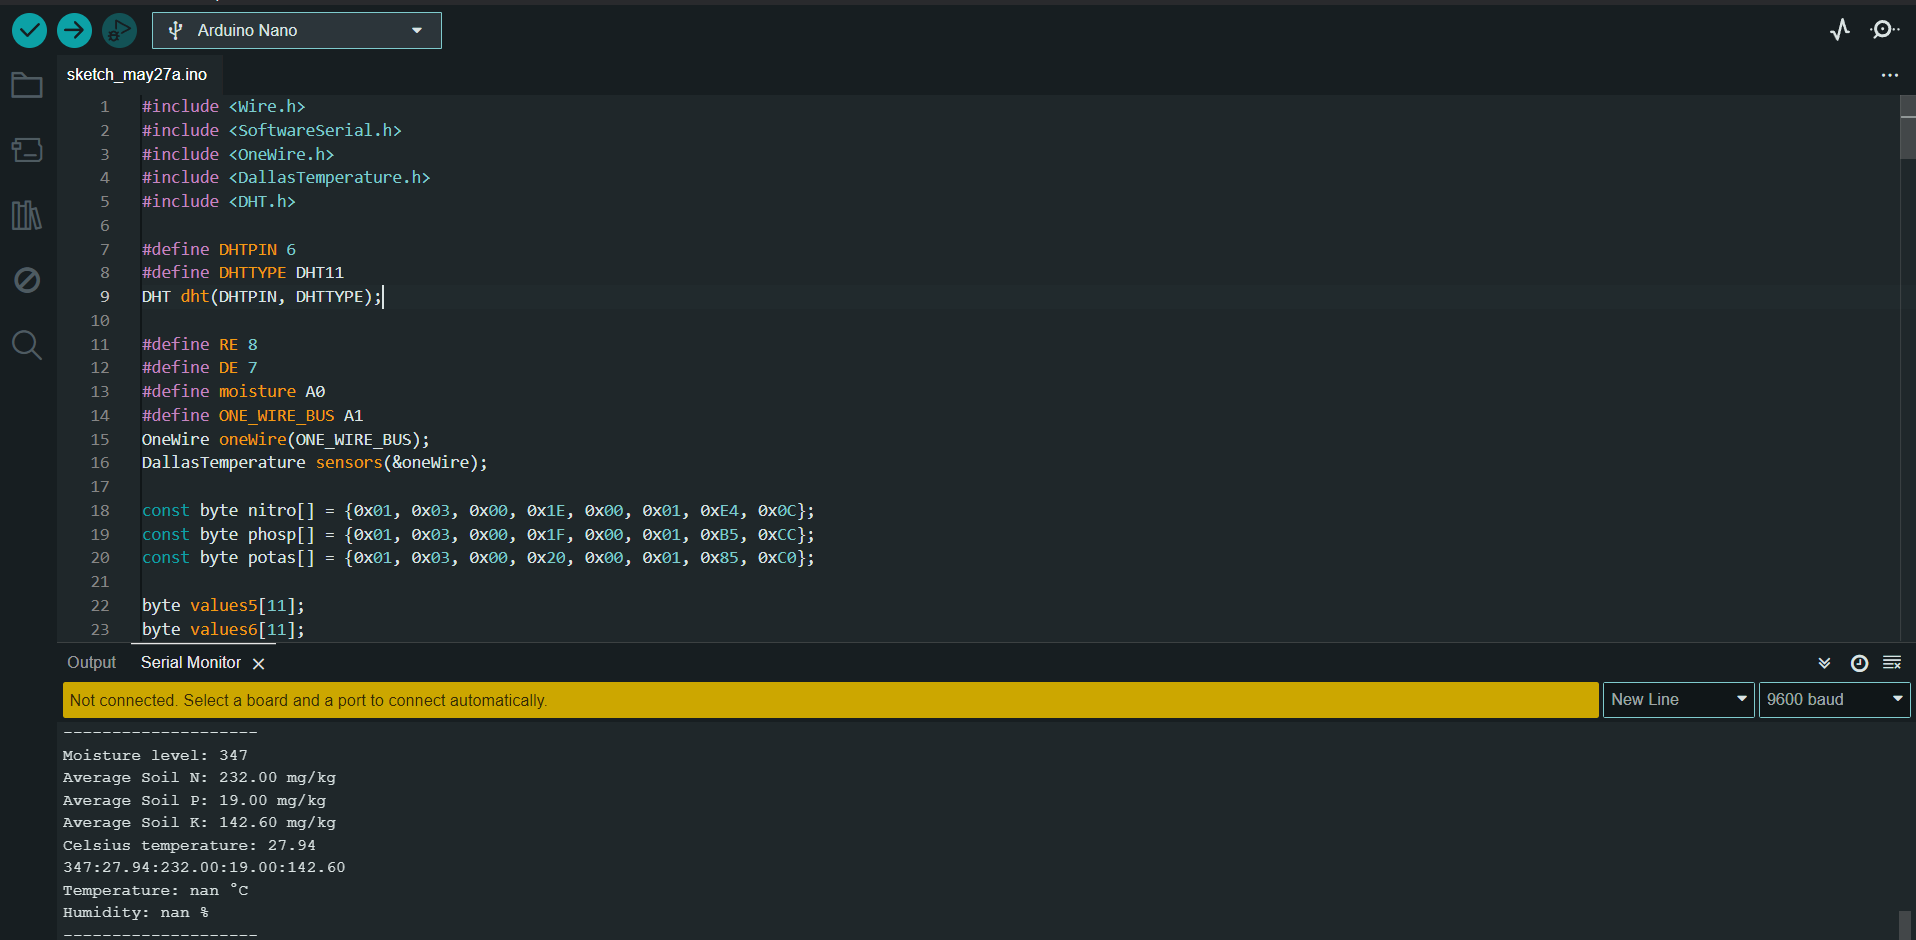 Arduino Nano
sketch_may27a.ino
1 #include <Wire.h>
2 #include <SoftwareSerial.h>
3 #include <OneWire.h>
4 #include <DallasTemperature.h>
5 #include <DHT.h>
6
7 #define DHTPIN 6
8 #define DHTTYPE DHT11
9 DHT dht(DHTPIN, DHTTYPE);
10
11 #define RE 8
12 #define DE 7
13 #define moisture A0
14 #define ONE_WIRE_BUS A1
15 OneWire oneWire(ONE_WIRE_BUS);
16 DallasTemperature sensors(&oneWire);
17
18 const byte nitro[] = {0x01, 0x03, 0x00, 0x1E, 0x00, 0x01, 0xE4, 0x0C};
19 const byte phosp[] = {0x01, 0x03, 0x00, 0x1F, 0x00, 0x01, 0xB5, 0xCC};
20 const byte potas[] = {0x01, 0x03, 0x00, 0x20, 0x00, 0x01, 0x85, 0xC0};
21
22 byte values5[11];
23 byte values6[11];
Output Serial Monitor
Not connected. Select a board and a port to connect automatically. New Line 9600 baud
--------------------
Moisture level: 347
Average Soil N: 232.00 mg/kg
Average Soil P: 19.00 mg/kg
Average Soil K: 142.60 mg/kg
Celsius temperature: 27.94
347:27.94:232.00:19.00:142.60
Temperature: nan °C
Humidity: nan %
--------------------